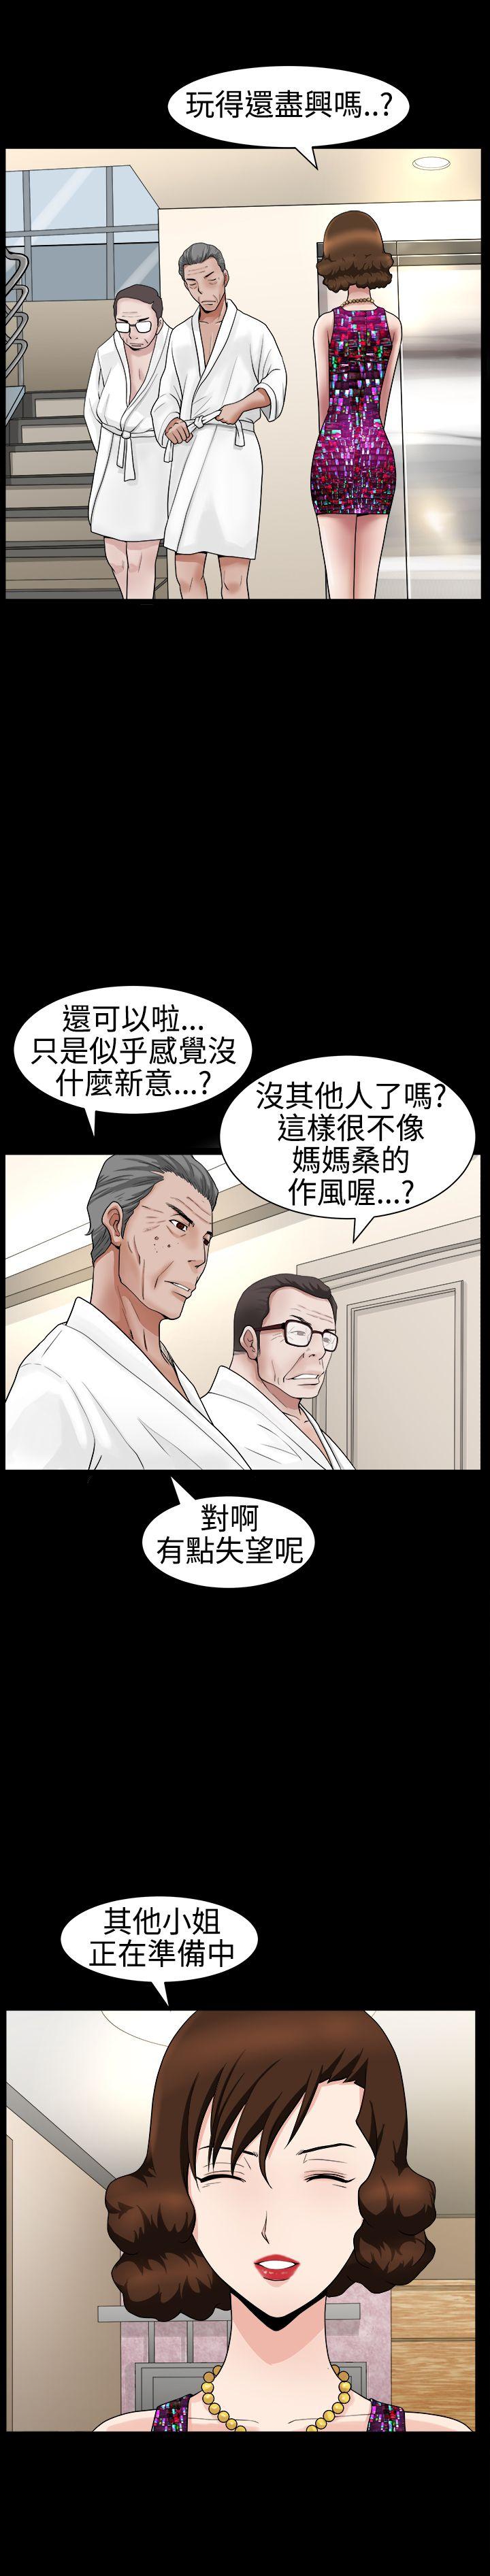 玩得還盡興嗎..?
還可以啦...
只是似乎感覺沒
什麼新意...?
沒其他人了嗎?
這樣很不像
媽媽桑的
作風喔...?
對啊
有點失望呢
其他小姐
正在準備中